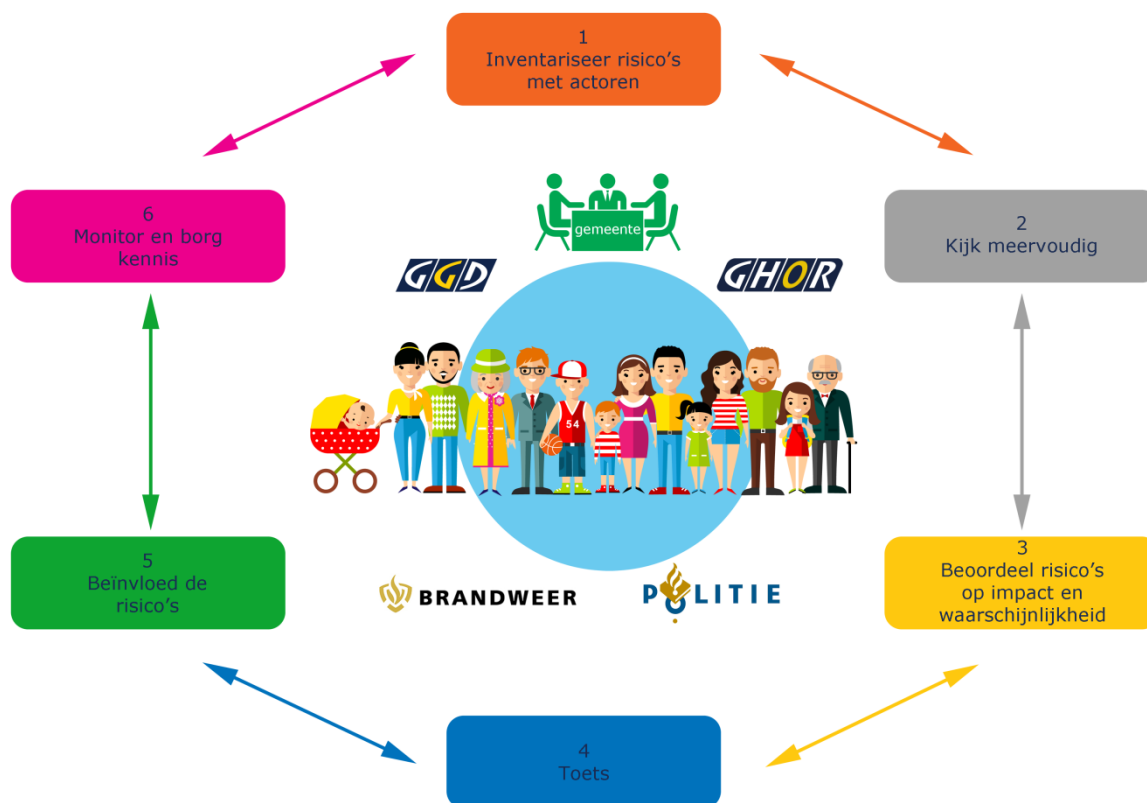 1
Inventariseer risico's
met actoren
6
Monitor en borg
kennis
gemeente
2
Kijk meervoudig
GGD
GHOR
54
5
Beïnvloed de
risico's
3
Beoordeel risico's
op impact en
waarschijnlijkheid
BRANDWEER
POLITIE
4
Toets